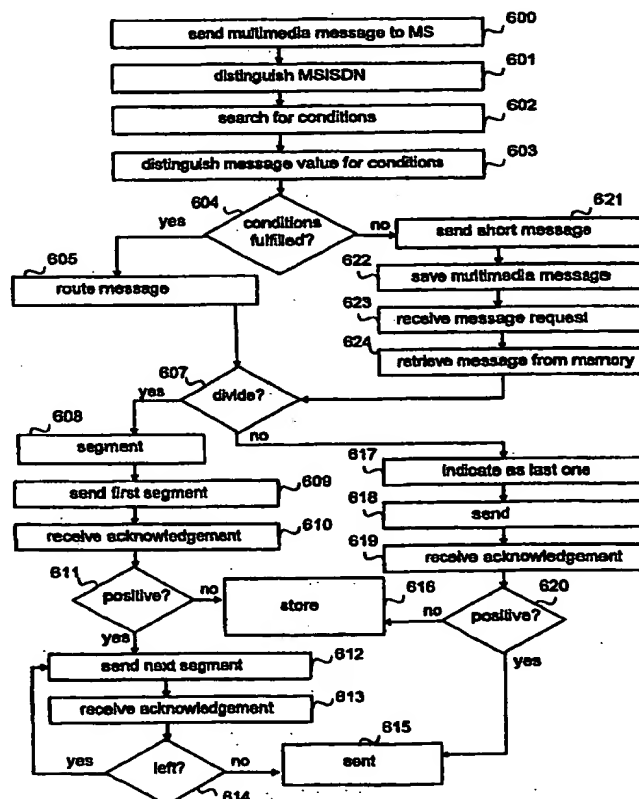 send multimedia message to MS
600
distinguish MSISDN
601
search for conditions
602
distinguish message value for conditions
603
604
conditions fulfilled?
yes
no
605
route message
621
send short message
622
save multimedia message
623
receive message request
624
retrieve message from memory
607
divide?
yes
no
608
segment
609
send first segment
610
receive acknowledgement
611
positive?
no
yes
616
store
617
indicate as last one
618
send
619
receive acknowledgement
620
positive?
no
yes
612
send next segment
613
receive acknowledgement
614
left?
yes
no
615
sent